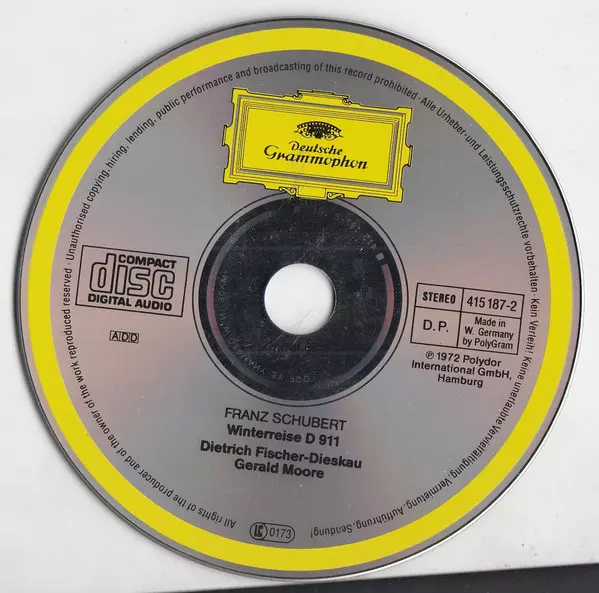 Unauthorised copying, hiring, lending, public performance and broadcasting of this record prohibited · Alle Urheber- und Leistungsschutzrechte vorbehalten · Kein Verleih! Keine unerlaubte Vervielfältigung, Vermietung, Aufführung, Sendung!
Deutsche
Grammophon
COMPACT
disc
DIGITAL AUDIO
ADD
STEREO
415 187-2
D.P.
Made in
W. Germany
by PolyGram
℗ 1972 Polydor
International GmbH,
Hamburg
FRANZ SCHUBERT
Winterreise D 911
Dietrich Fischer-Dieskau
Gerald Moore
LC 0173
All rights of the producer and of the owner of the work reproduced reserved ·